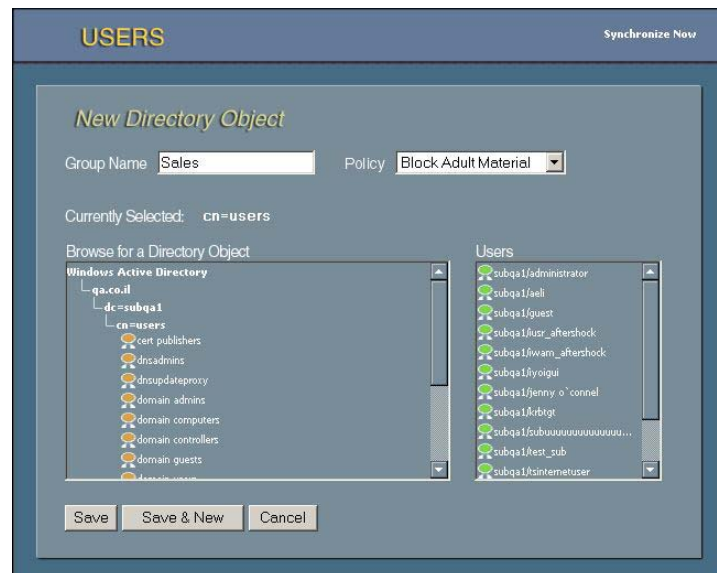 USERS
Synchronize Now
New Directory Object
Group Name Sales Policy Block Adult Material
Currently Selected: cn=users
Browse for a Directory Object
Windows Active Directory
qa.co.il
dc=subqa1
cn=users
cert publishers
dnsadmins
dnsupdateproxy
domain admins
domain computers
domain controllers
domain guests
Users
subqa1/administrator
subqa1/aeli
subqa1/guest
subqa1/iusr_aftershock
subqa1/iwam_aftershock
subqa1/iyoigui
subqa1/jenny o`connel
subqa1/krbtgt
subqa1/test_sub
subqa1/tsinternetuser
Save Save & New Cancel